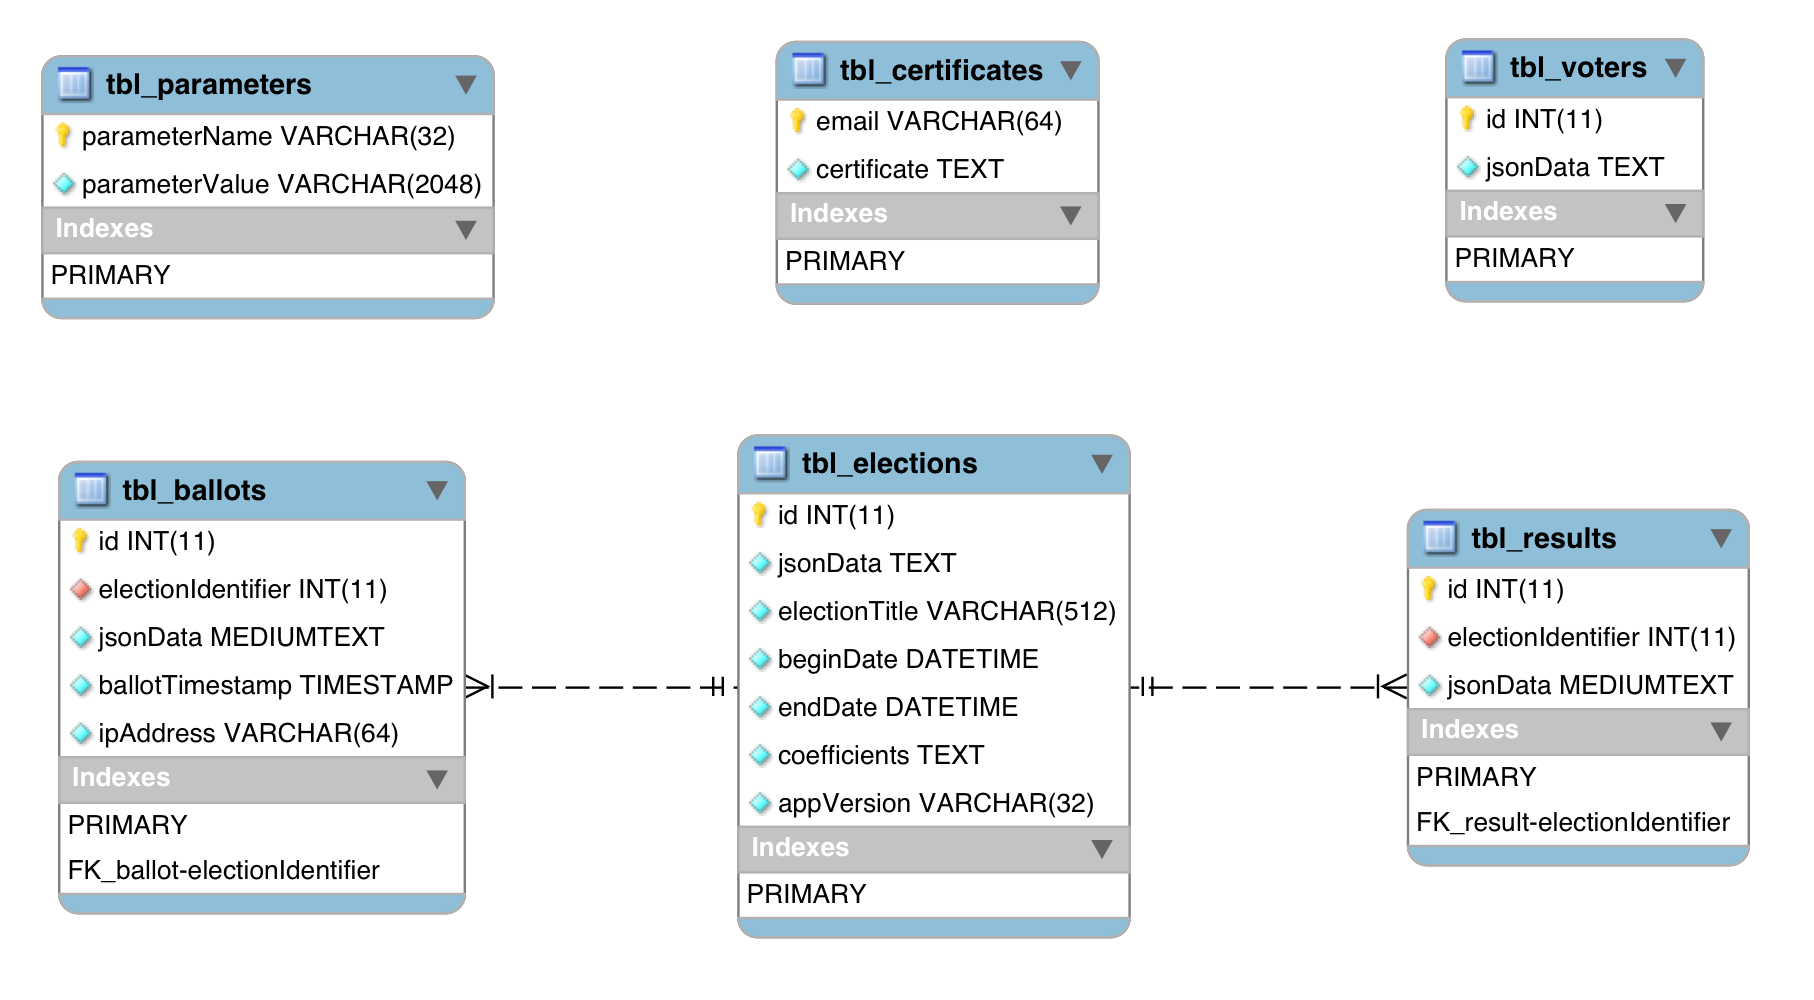 tbl_parameters
parameterName VARCHAR(32)
parameterValue VARCHAR(2048)
Indexes
PRIMARY
tbl_certificates
email VARCHAR(64)
certificate TEXT
Indexes
PRIMARY
tbl_voters
id INT(11)
jsonData TEXT
Indexes
PRIMARY
tbl_ballots
id INT(11)
electionIdentifier INT(11)
jsonData MEDIUMTEXT
ballotTimestamp TIMESTAMP
ipAddress VARCHAR(64)
Indexes
PRIMARY
FK_ballot-electionIdentifier
tbl_elections
id INT(11)
jsonData TEXT
electionTitle VARCHAR(512)
beginDate DATETIME
endDate DATETIME
coefficients TEXT
appVersion VARCHAR(32)
Indexes
PRIMARY
tbl_results
id INT(11)
electionIdentifier INT(11)
jsonData MEDIUMTEXT
Indexes
PRIMARY
FK_result-electionIdentifier